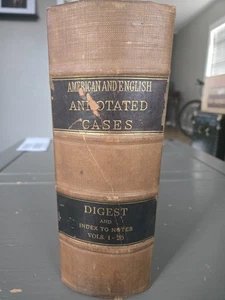 AMERICAN AND ENGLISH
ANNOTATED
CASES
DIGEST
AND
INDEX TO NOTES
VOLS 1-20